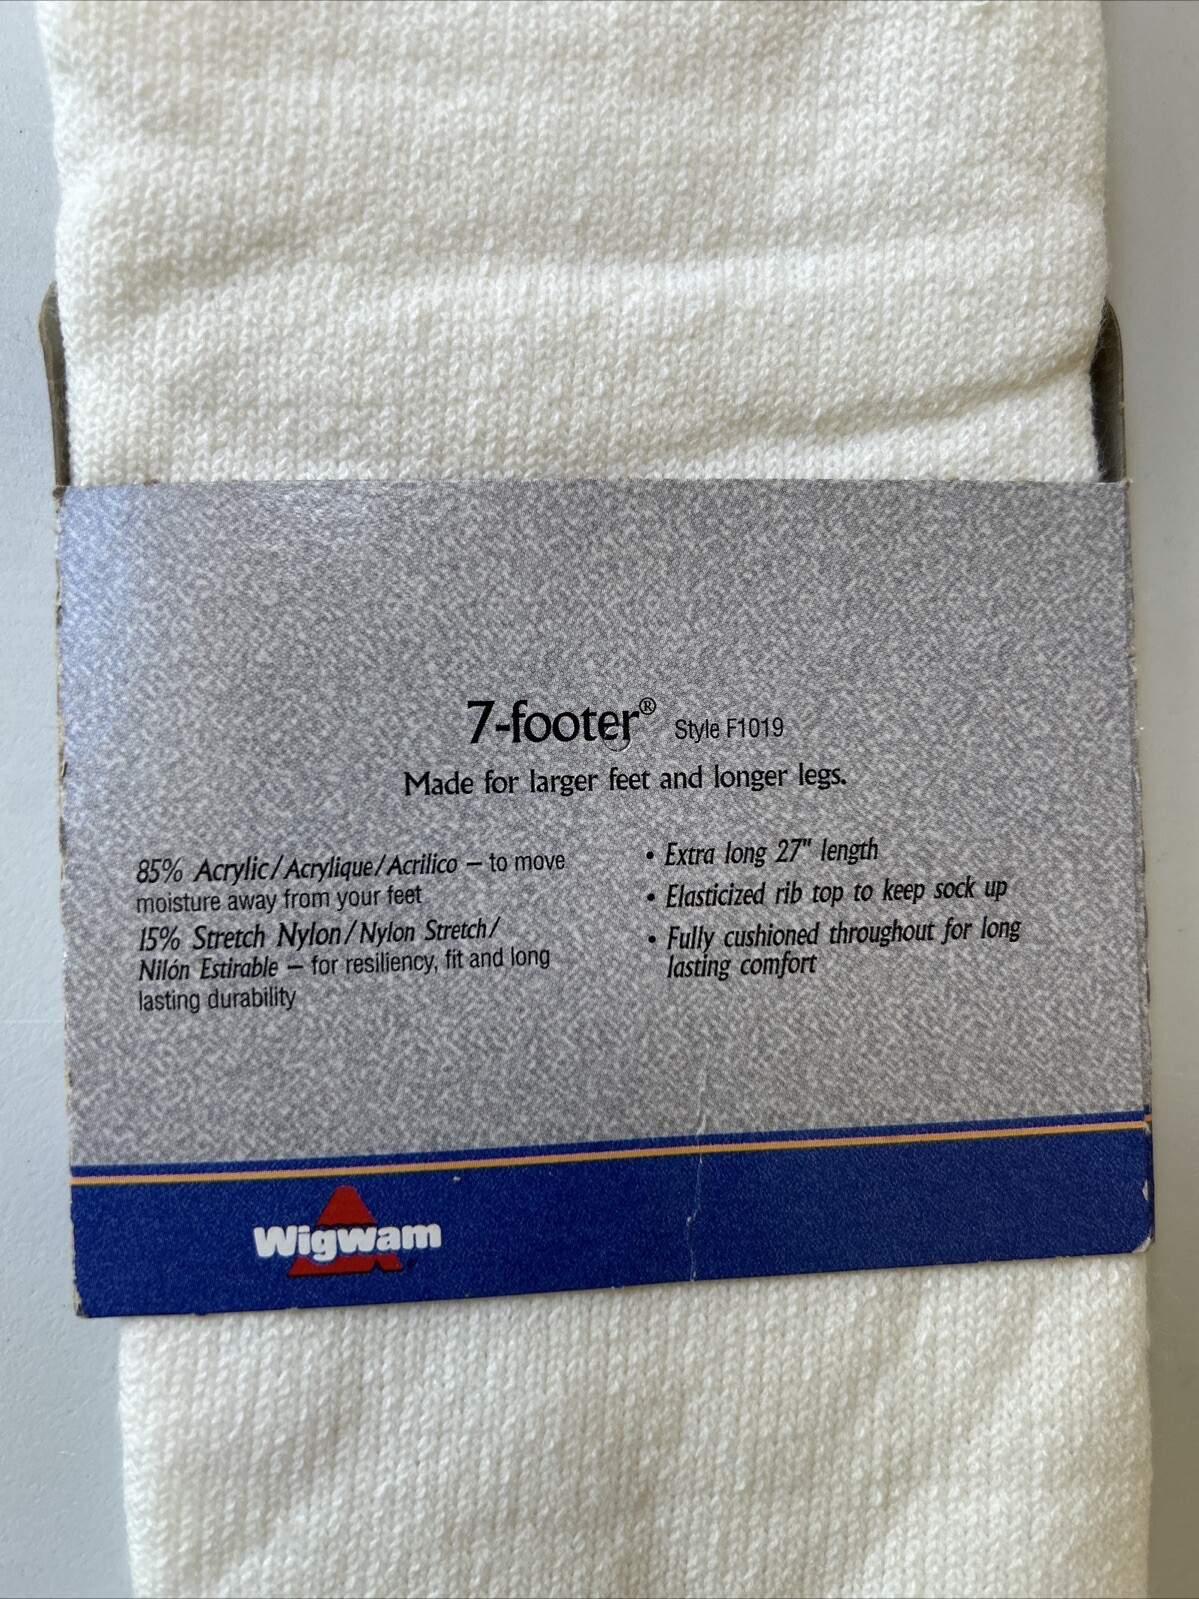 7-footer® Style F1019
Made for larger feet and longer legs.
85% Acrylic/Acrylique/Acrilico – to move
moisture away from your feet
15% Stretch Nylon/Nylon Stretch/
Nilón Estirable – for resiliency, fit and long
lasting durability
• Extra long 27" length
• Elasticized rib top to keep sock up
• Fully cushioned throughout for long
lasting comfort
Wigwam